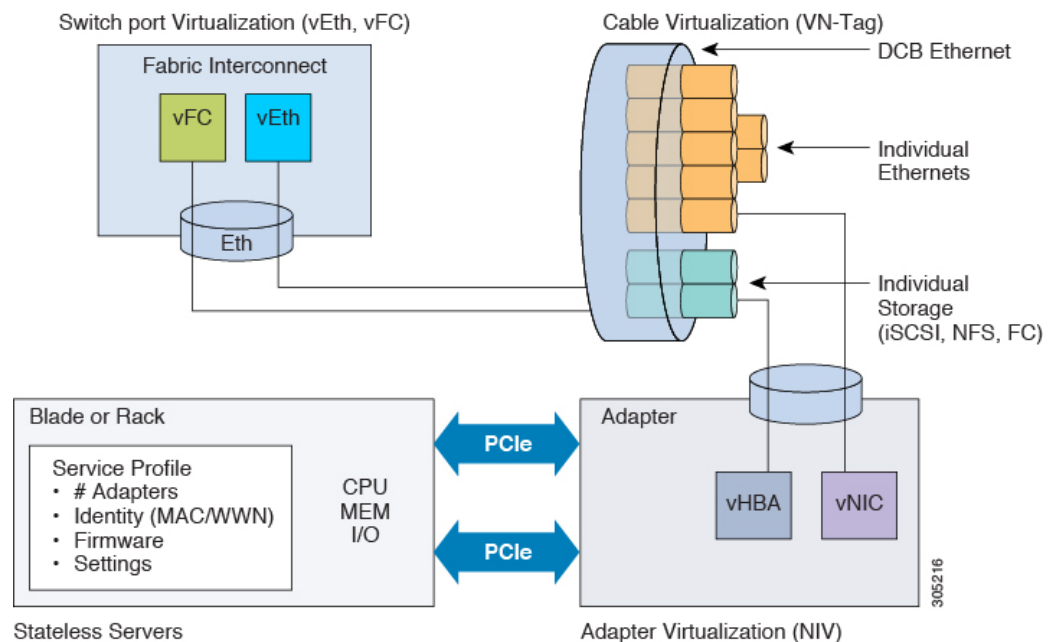 Switch port Virtualization (vEth, vFC)
Fabric Interconnect
vFC
vEth
Eth
Cable Virtualization (VN-Tag)
DCB Ethernet
Individual
Ethernets
Individual
Storage
(iSCSI, NFS, FC)
Blade or Rack
Service Profile
• # Adapters
• Identity (MAC/WWN)
• Firmware
• Settings
CPU
MEM
I/O
PCIe
PCIe
Adapter
vHBA
vNIC
305216
Stateless Servers
Adapter Virtualization (NIV)